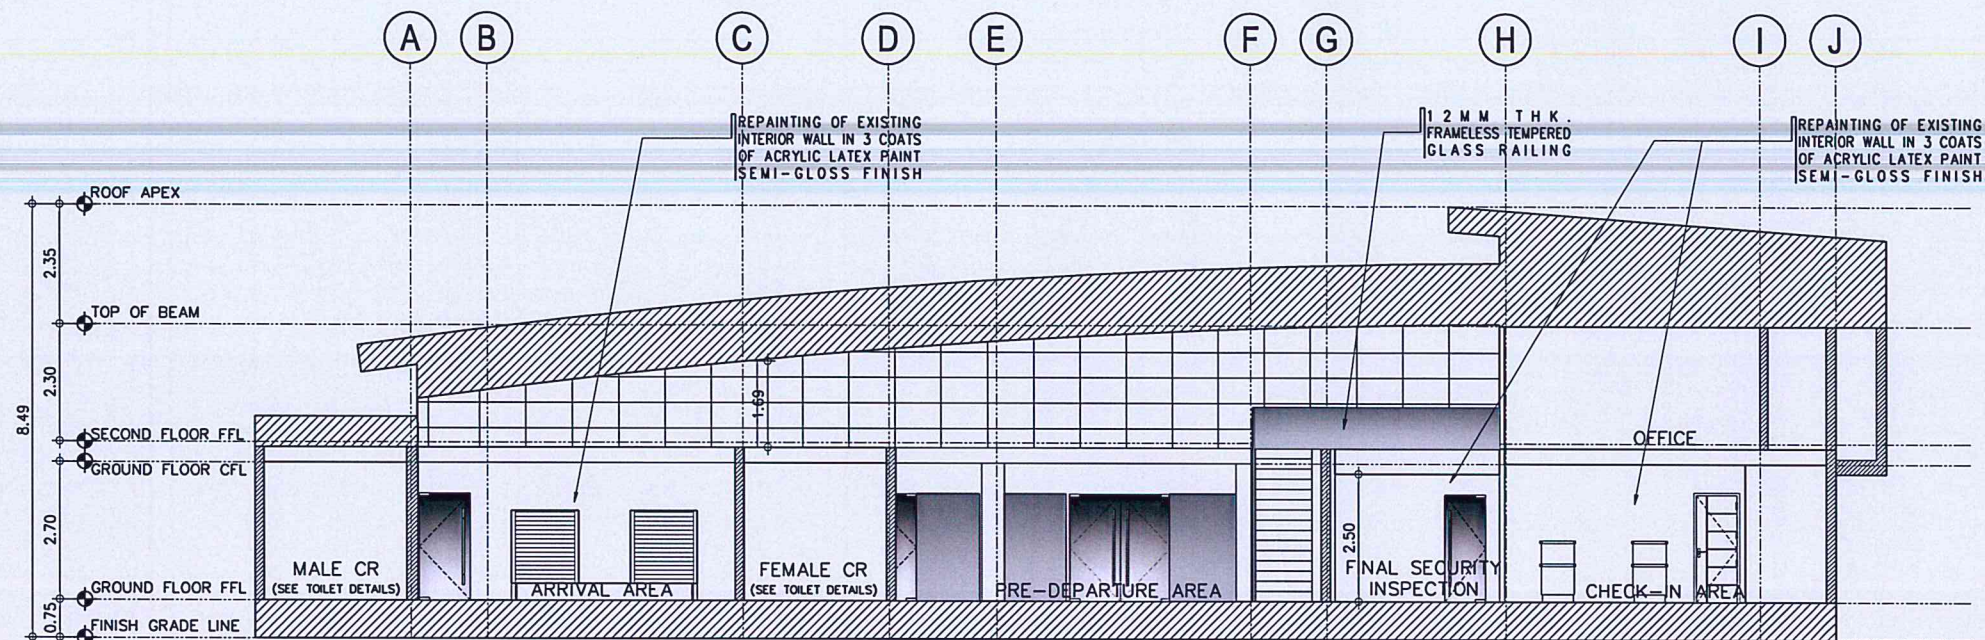 A B C D E F G H I J
REPAINTING OF EXISTING
INTERIOR WALL IN 3 COATS
OF ACRYLIC LATEX PAINT
SEMI-GLOSS FINISH
12MM THK.
FRAMELESS TEMPERED
GLASS RAILING
REPAINTING OF EXISTING
INTERIOR WALL IN 3 COATS
OF ACRYLIC LATEX PAINT
SEMI-GLOSS FINISH
ROOF APEX
2.35
TOP OF BEAM
2.30
8.49
1.69
SECOND FLOOR FFL
OFFICE
GROUND FLOOR CFL
2.70
2.50
MALE CR
(SEE TOILET DETAILS)
ARRIVAL AREA
FEMALE CR
(SEE TOILET DETAILS)
PRE-DEPARTURE AREA
FINAL SECURITY
INSPECTION
CHECK-IN AREA
GROUND FLOOR FFL
0.75
FINISH GRADE LINE